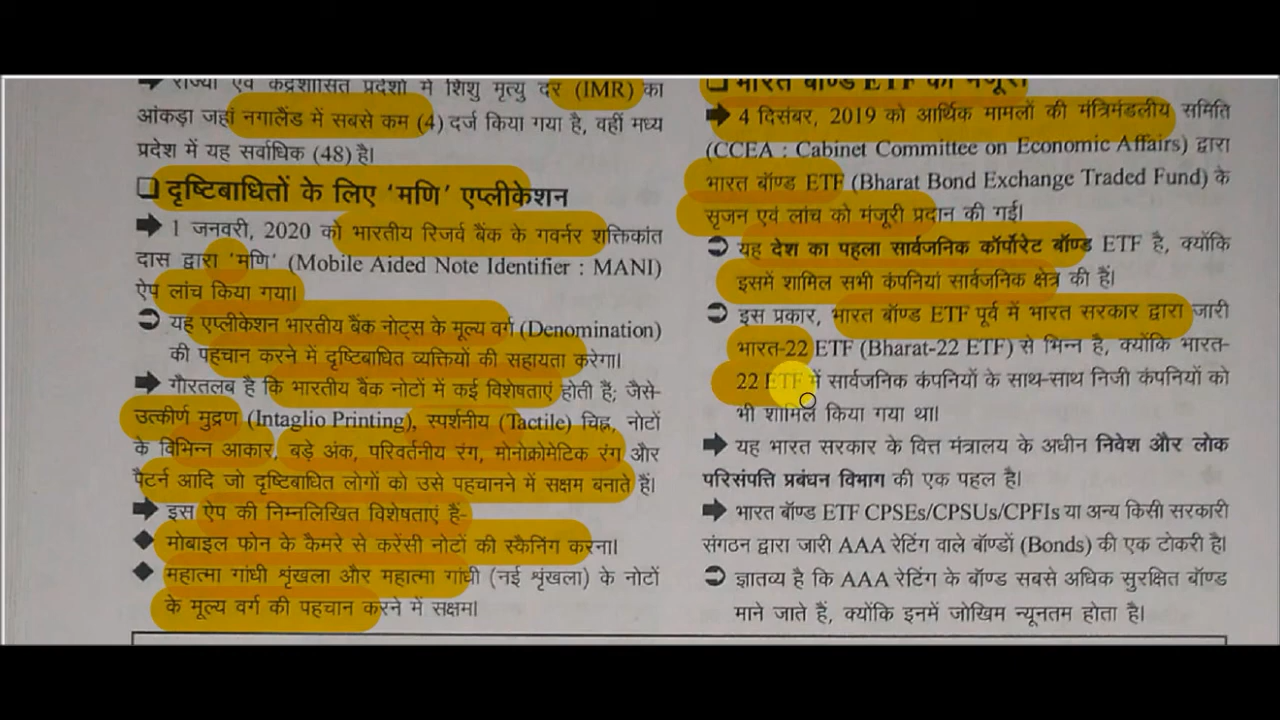 ➡ राज्यों एवं केंद्रशासित प्रदेशों में शिशु मृत्यु दर (IMR) का
आंकड़ा जहां नगालैंड में सबसे कम (4) दर्ज किया गया है, वहीं मध्य
प्रदेश में यह सर्वाधिक (48) है।
❑ दृष्टिबाधितों के लिए ‘मणि’ एप्लीकेशन
➡ 1 जनवरी, 2020 को भारतीय रिजर्व बैंक के गवर्नर शक्तिकांत
दास द्वारा ‘मणि’ (Mobile Aided Note Identifier : MANI)
ऐप लांच किया गया।
➲ यह एप्लीकेशन भारतीय बैंक नोट्स के मूल्य वर्ग (Denomination)
की पहचान करने में दृष्टिबाधित व्यक्तियों की सहायता करेगा।
➡ गौरतलब है कि भारतीय बैंक नोटों में कई विशेषताएं होती हैं; जैसे-
उत्कीर्ण मुद्रण (Intaglio Printing), स्पर्शनीय (Tactile) चिह्न, नोटों
के विभिन्न आकार, बड़े अंक, परिवर्तनीय रंग, मोनोक्रोमेटिक रंग और
पैटर्न आदि जो दृष्टिबाधित लोगों को उसे पहचानने में सक्षम बनाते हैं।
➡ इस ऐप की निम्नलिखित विशेषताएं हैं-
◆ मोबाइल फोन के कैमरे से करेंसी नोटों की स्कैनिंग करना।
◆ महात्मा गांधी शृंखला और महात्मा गांधी (नई शृंखला) के नोटों
के मूल्य वर्ग की पहचान करने में सक्षम।
❑ भारत बॉण्ड ETF को मंजूरी
➡ 4 दिसंबर, 2019 को आर्थिक मामलों की मंत्रिमंडलीय समिति
(CCEA : Cabinet Committee on Economic Affairs) द्वारा
भारत बॉण्ड ETF (Bharat Bond Exchange Traded Fund) के
सृजन एवं लांच को मंजूरी प्रदान की गई।
➲ यह देश का पहला सार्वजनिक कॉर्पोरेट बॉण्ड ETF है, क्योंकि
इसमें शामिल सभी कंपनियां सार्वजनिक क्षेत्र की हैं।
➲ इस प्रकार, भारत बॉण्ड ETF पूर्व में भारत सरकार द्वारा जारी
भारत-22 ETF (Bharat-22 ETF) से भिन्न है, क्योंकि भारत-
22 ETF में सार्वजनिक कंपनियों के साथ-साथ निजी कंपनियों को
भी शामिल किया गया था।
➡ यह भारत सरकार के वित्त मंत्रालय के अधीन निवेश और लोक
परिसंपत्ति प्रबंधन विभाग की एक पहल है।
➡ भारत बॉण्ड ETF CPSEs/CPSUs/CPFIs या अन्य किसी सरकारी
संगठन द्वारा जारी AAA रेटिंग वाले बॉण्डों (Bonds) की एक टोकरी है।
➲ ज्ञातव्य है कि AAA रेटिंग के बॉण्ड सबसे अधिक सुरक्षित बॉण्ड
माने जाते हैं, क्योंकि इनमें जोखिम न्यूनतम होता है।